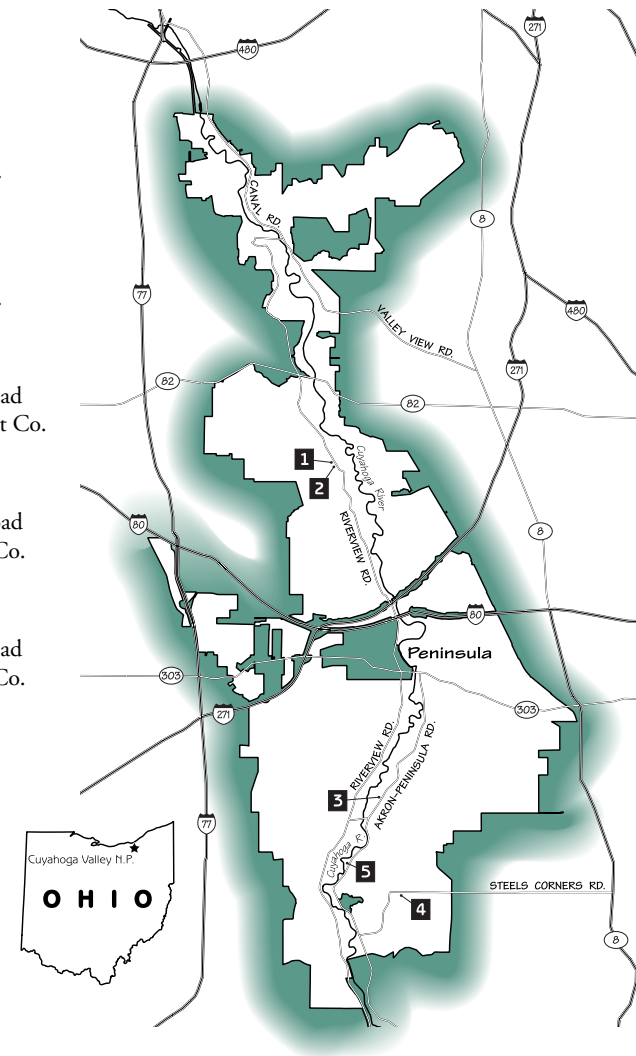 480
271
CANAL RD.
8
77
VALLEY VIEW RD.
480
271
82
82
ad
t Co.
1
Cuyahoga River
2
RIVERVIEW RD.
80
oad
Co.
8
80
Peninsula
ad
Co.
303
303
271
RIVERVIEW RD.
AKRON-PENINSULA RD.
3
77
Cuyahoga R.
Cuyahoga Valley N.P.
5
STEELS CORNERS RD.
OHIO
4
8